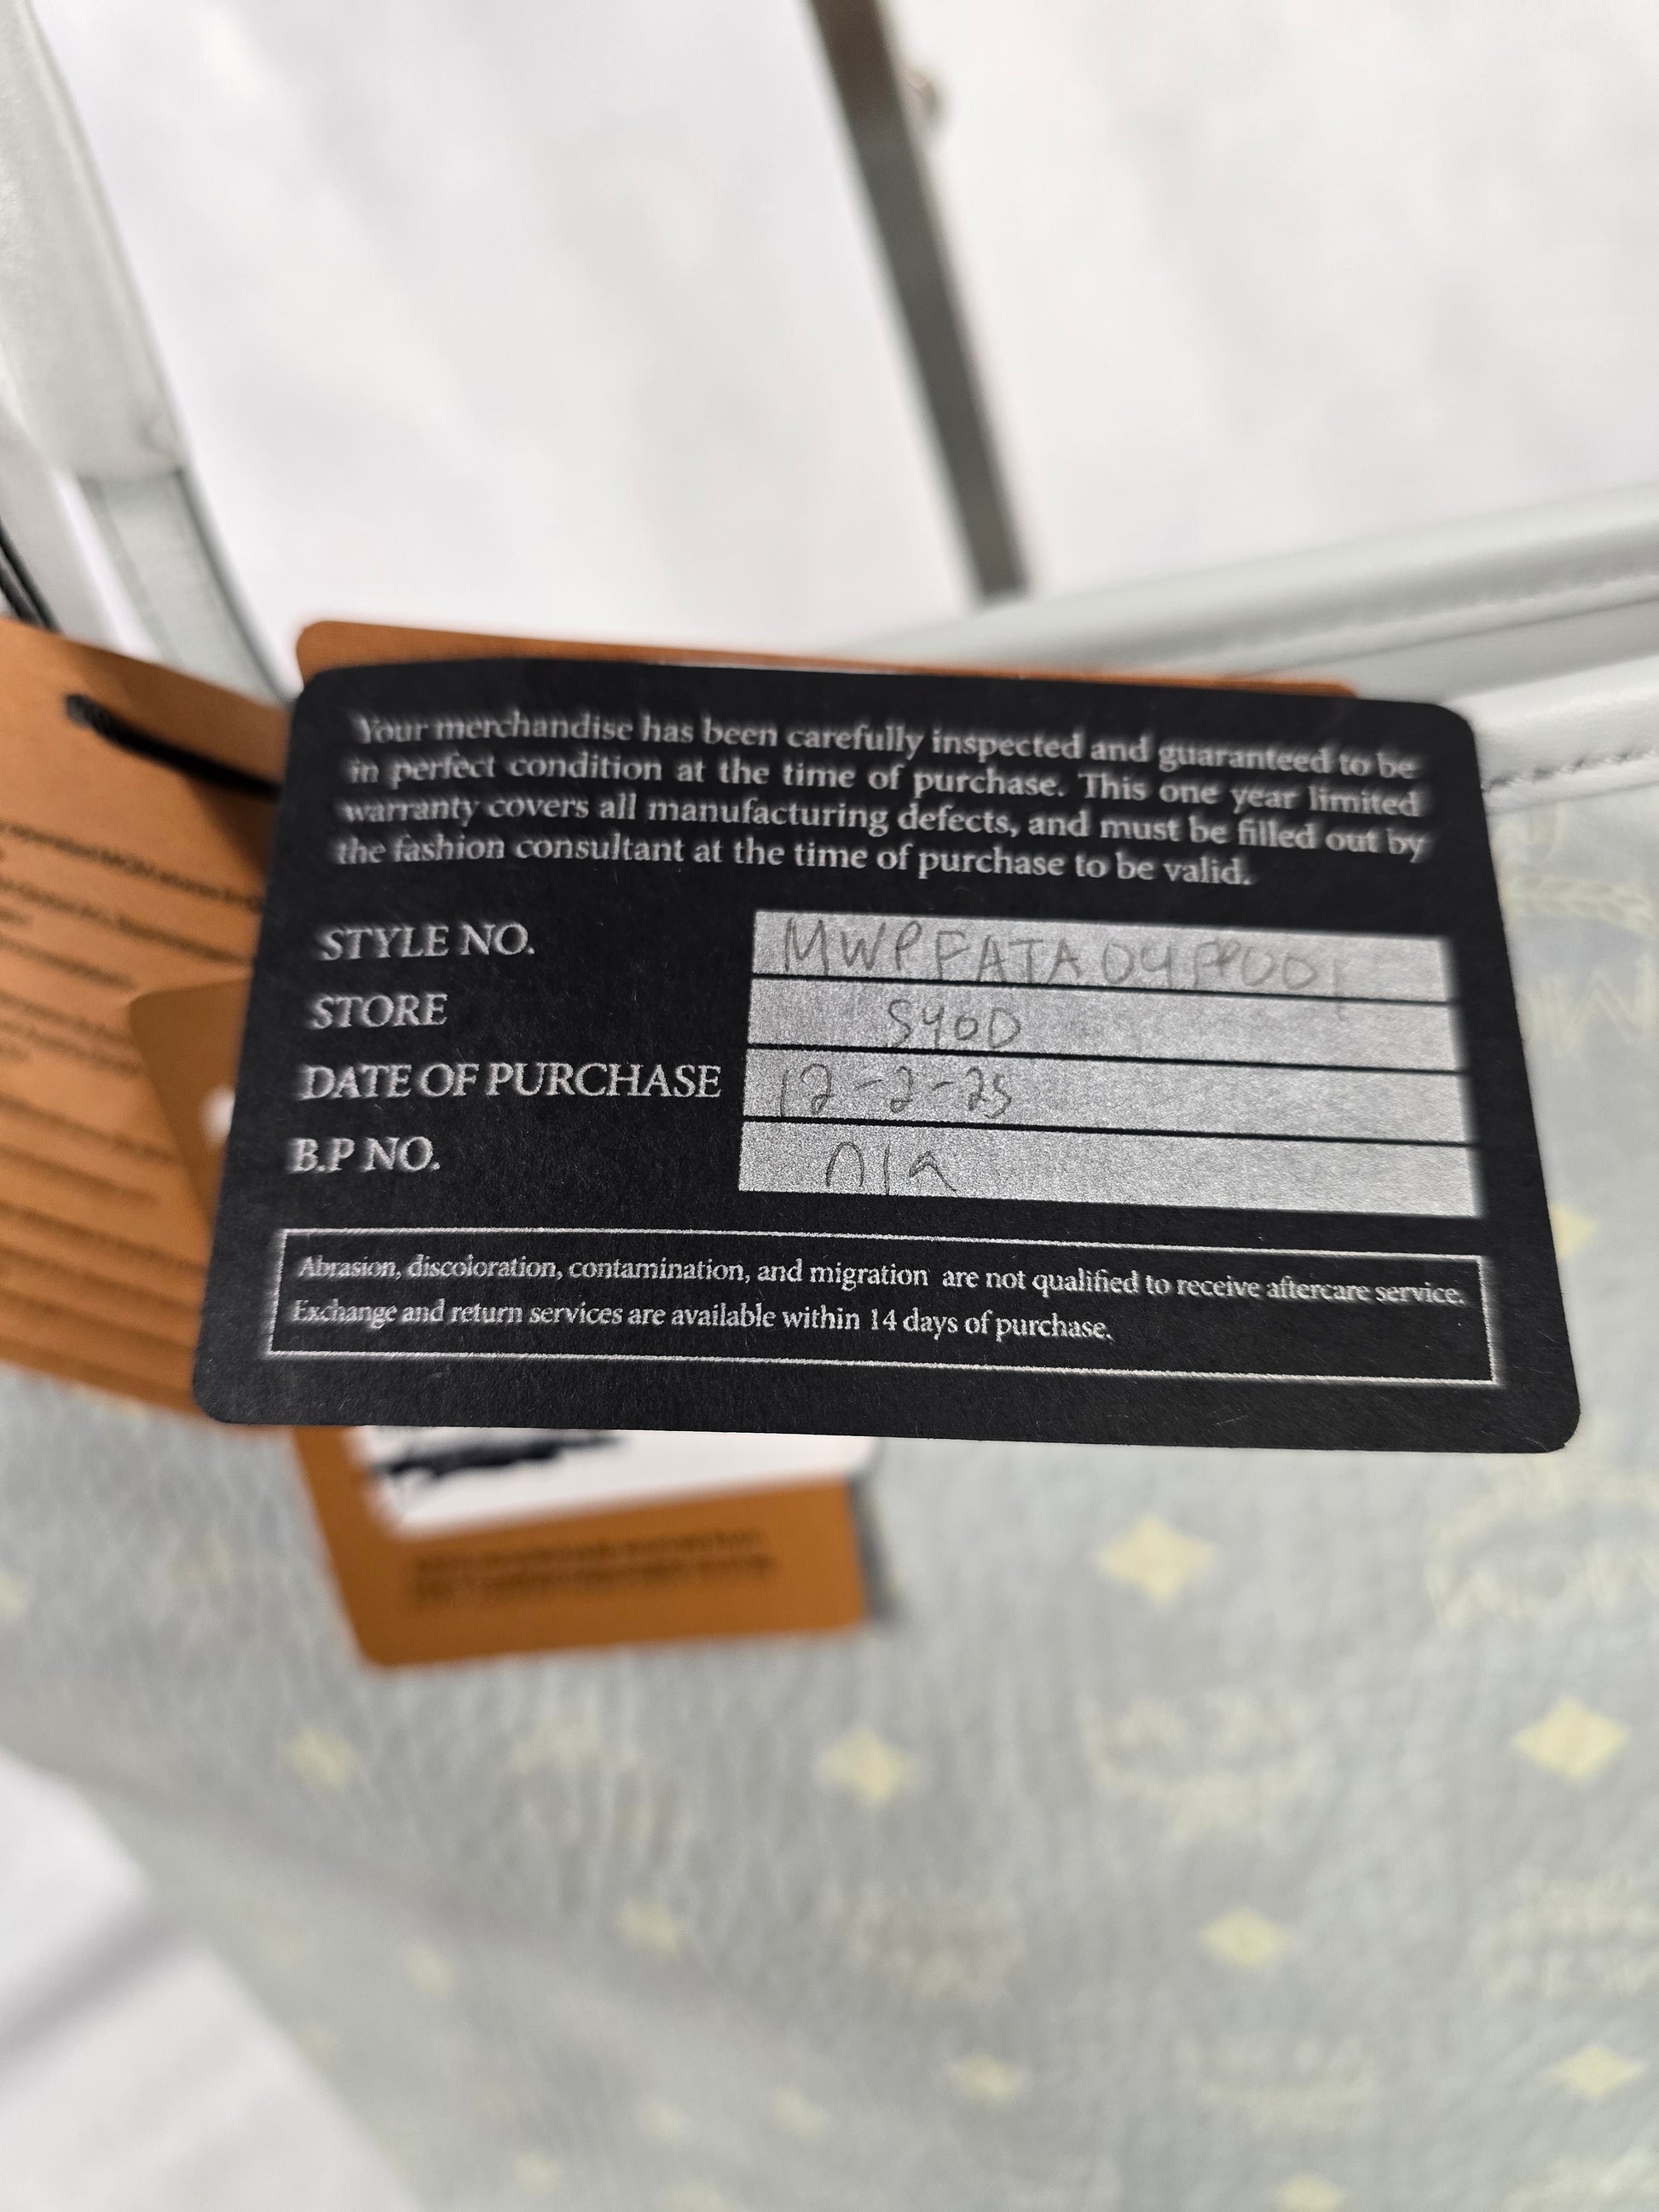 Your merchandise has been carefully inspected and guaranteed to be
in perfect condition at the time of purchase. This one year limited
warranty covers all manufacturing defects, and must be filled out by
the fashion consultant at the time of purchase to be valid.
STYLE NO. MWPFATA04PP001
STORE S40D
DATE OF PURCHASE 12-2-25
B.P NO. n/a
Abrasion, discoloration, contamination, and migration are not qualified to receive aftercare service.
Exchange and return services are available within 14 days of purchase.